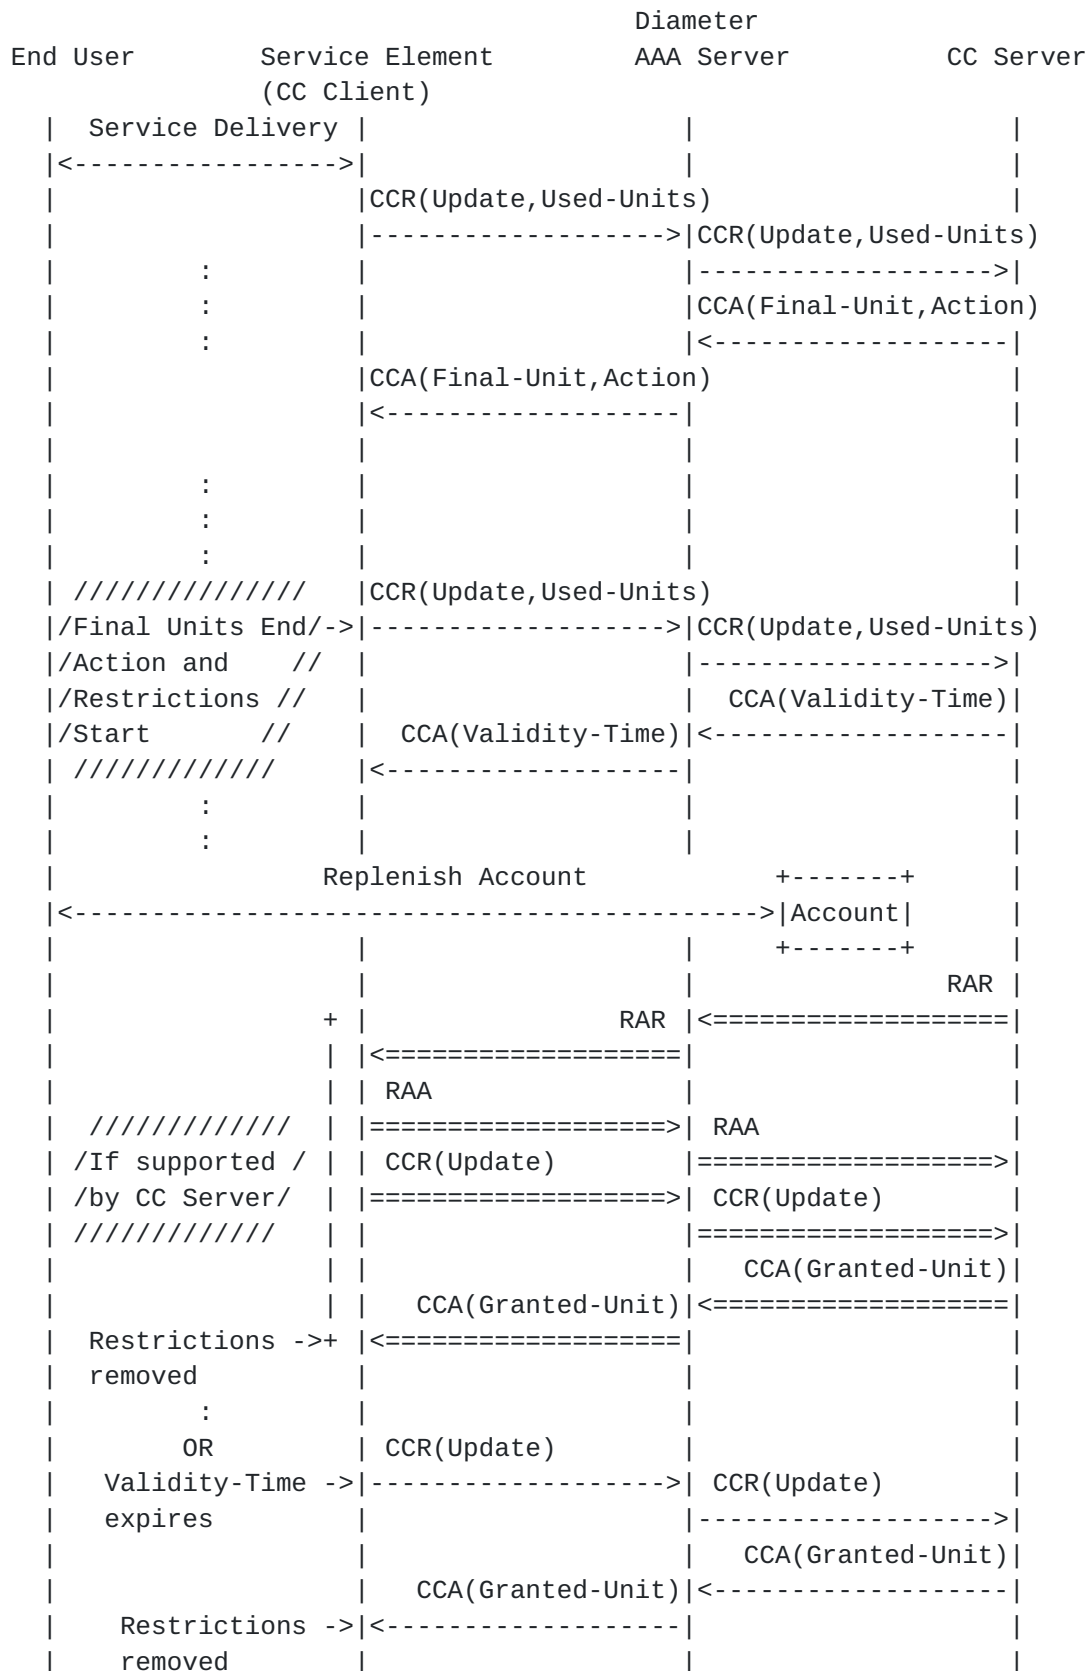 Diameter
End User        Service Element         AAA Server          CC Server
                (CC Client)
  |  Service Delivery |                    |                    |
  |<----------------->|                    |                    |
  |                   |CCR(Update,Used-Units)                   |
  |                   |------------------->|CCR(Update,Used-Units)
  |         :         |                    |------------------->|
  |         :         |                    |CCA(Final-Unit,Action)
  |         :         |                    |<-------------------|
  |                   |CCA(Final-Unit,Action)                   |
  |                   |<-------------------|                    |
  |                   |                    |                    |
  |         :         |                    |                    |
  |         :         |                    |                    |
  |         :         |                    |                    |
  | ///////////////   |CCR(Update,Used-Units)                   |
  |/Final Units End/->|------------------->|CCR(Update,Used-Units)
  |/Action and    //  |                    |------------------->|
  |/Restrictions //   |                    |  CCA(Validity-Time)|
  |/Start       //    |  CCA(Validity-Time)|<-------------------|
  | /////////////     |<-------------------|                    |
  |         :         |                    |                    |
  |         :         |                    |                    |
  |                 Replenish Account            +-------+      |
  |<-------------------------------------------->|Account|      |
  |                   |                    |     +-------+      |
  |                   |                    |                RAR |
  |                 + |                RAR |<===================|
  |                 | |<===================|                    |
  |                 | | RAA                |                    |
  |  /////////////  | |===================>| RAA                |
  | /If supported / | | CCR(Update)        |===================>|
  | /by CC Server/  | |===================>| CCR(Update)        |
  | /////////////   | |                    |===================>|
  |                 | |                    |   CCA(Granted-Unit)|
  |                 | |   CCA(Granted-Unit)|<===================|
  |  Restrictions ->+ |<===================|                    |
  |  removed          |                    |                    |
  |         :         |                    |                    |
  |        OR         | CCR(Update)        |                    |
  |   Validity-Time ->|------------------->| CCR(Update)        |
  |   expires         |                    |------------------->|
  |                   |                    |   CCA(Granted-Unit)|
  |                   |   CCA(Granted-Unit)|<-------------------|
  |    Restrictions ->|<-------------------|                    |
  |    removed        |                    |                    |